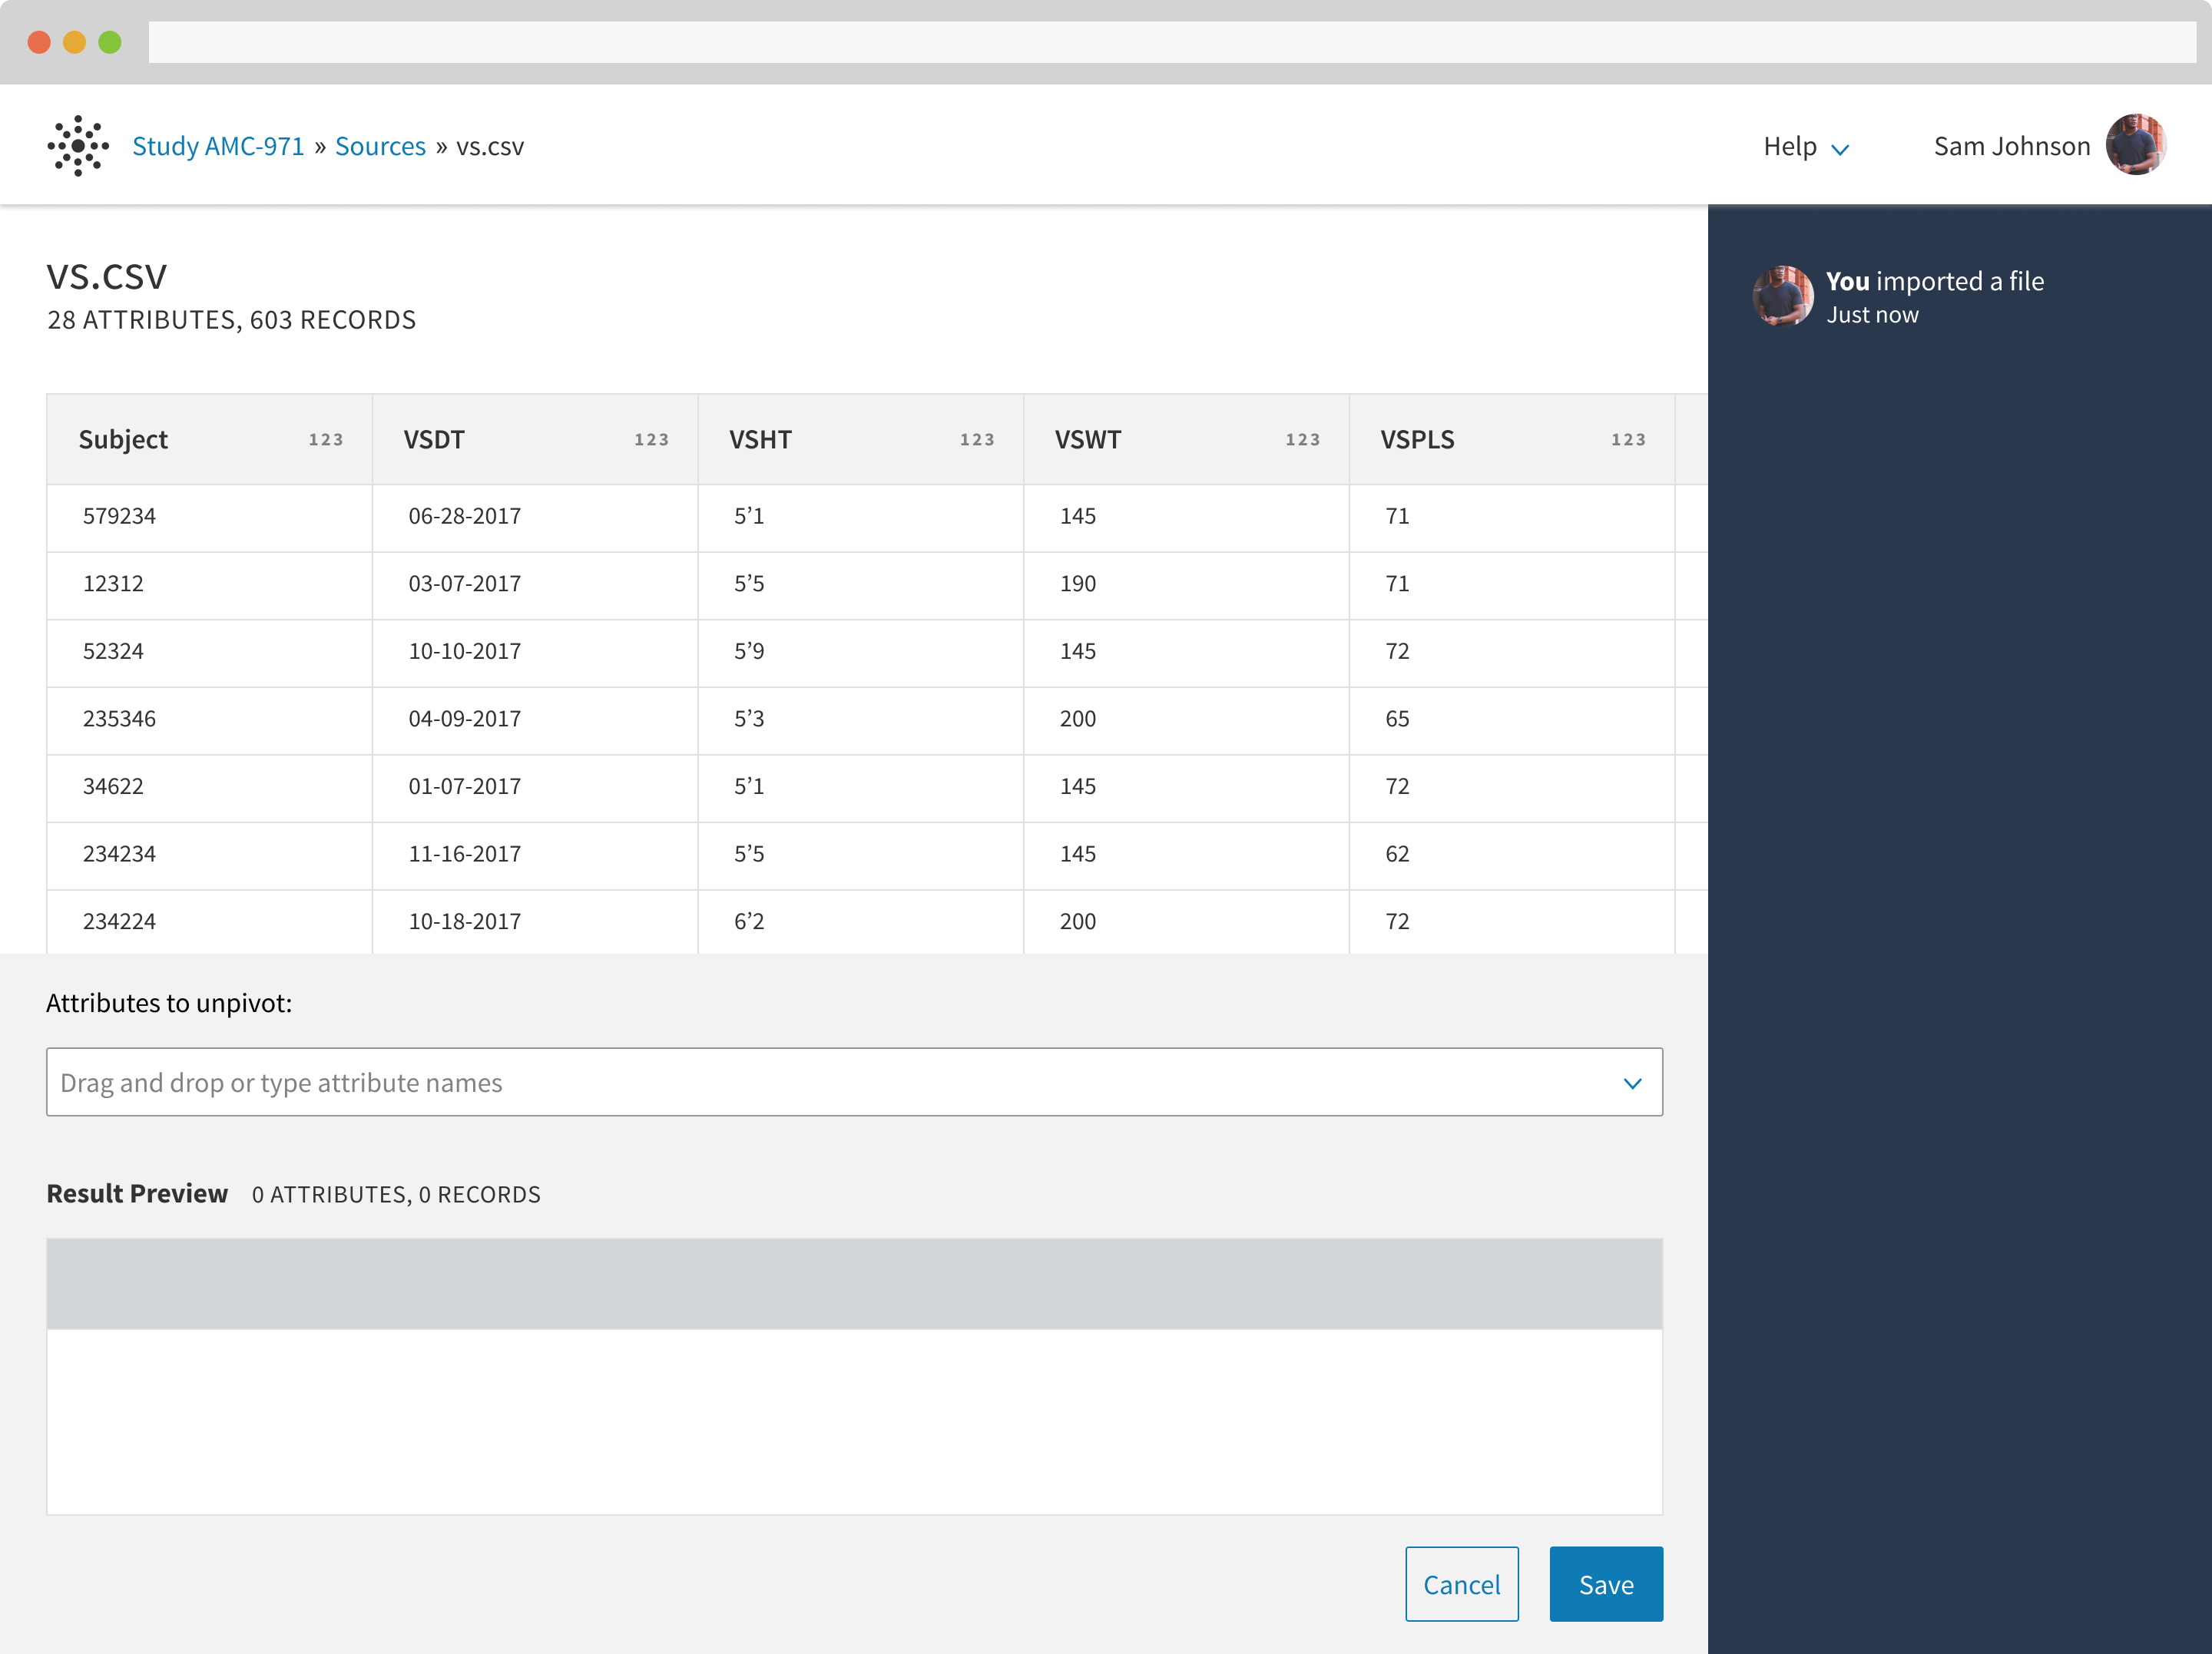 Study AMC-971 » Sources » vs.csv
Help
Sam Johnson
vs.csv
28 ATTRIBUTES, 603 RECORDS
You imported a file
Just now
Subject 123 VSDT 123 VSHT 123 VSWT 123 VSPLS 123
579234 06-28-2017 5’1 145 71
12312 03-07-2017 5’5 190 71
52324 10-10-2017 5’9 145 72
235346 04-09-2017 5’3 200 65
34622 01-07-2017 5’1 145 72
234234 11-16-2017 5’5 145 62
234224 10-18-2017 6’2 200 72
Attributes to unpivot:
Drag and drop or type attribute names
Result Preview 0 ATTRIBUTES, 0 RECORDS
Cancel Save